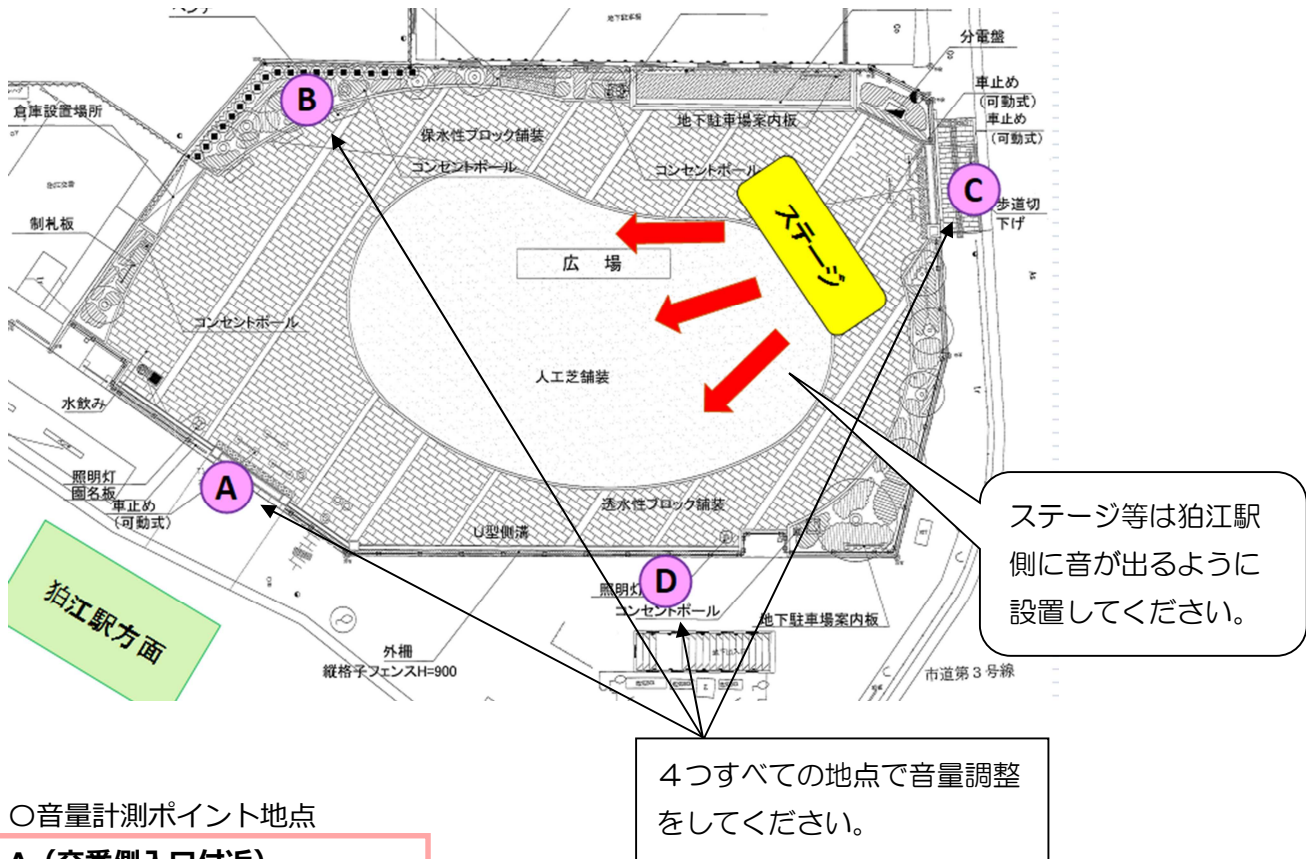 分電盤
車止め
(可動式)
車止め
(可動式)
倉庫設置場所
保水性ブロック舗装
地下駐車場案内板
コンセントポール
コンセントポール
B
C
ステージ
歩道切
下げ
制札板
広 場
コンセントポール
人工芝舗装
水飲み
照明灯
園名板
車止め
(可動式)
A
透水性ブロック舗装
U型側溝
D
コンセントポール
地下駐車場案内板
狛江駅方面
外柵
縦格子フェンスH=900
市道第3号線
ステージ等は狛江駅
側に音が出るように
設置してください。
4つすべての地点で音量調整
をしてください。
〇音量計測ポイント地点
A(交番側入口付近)